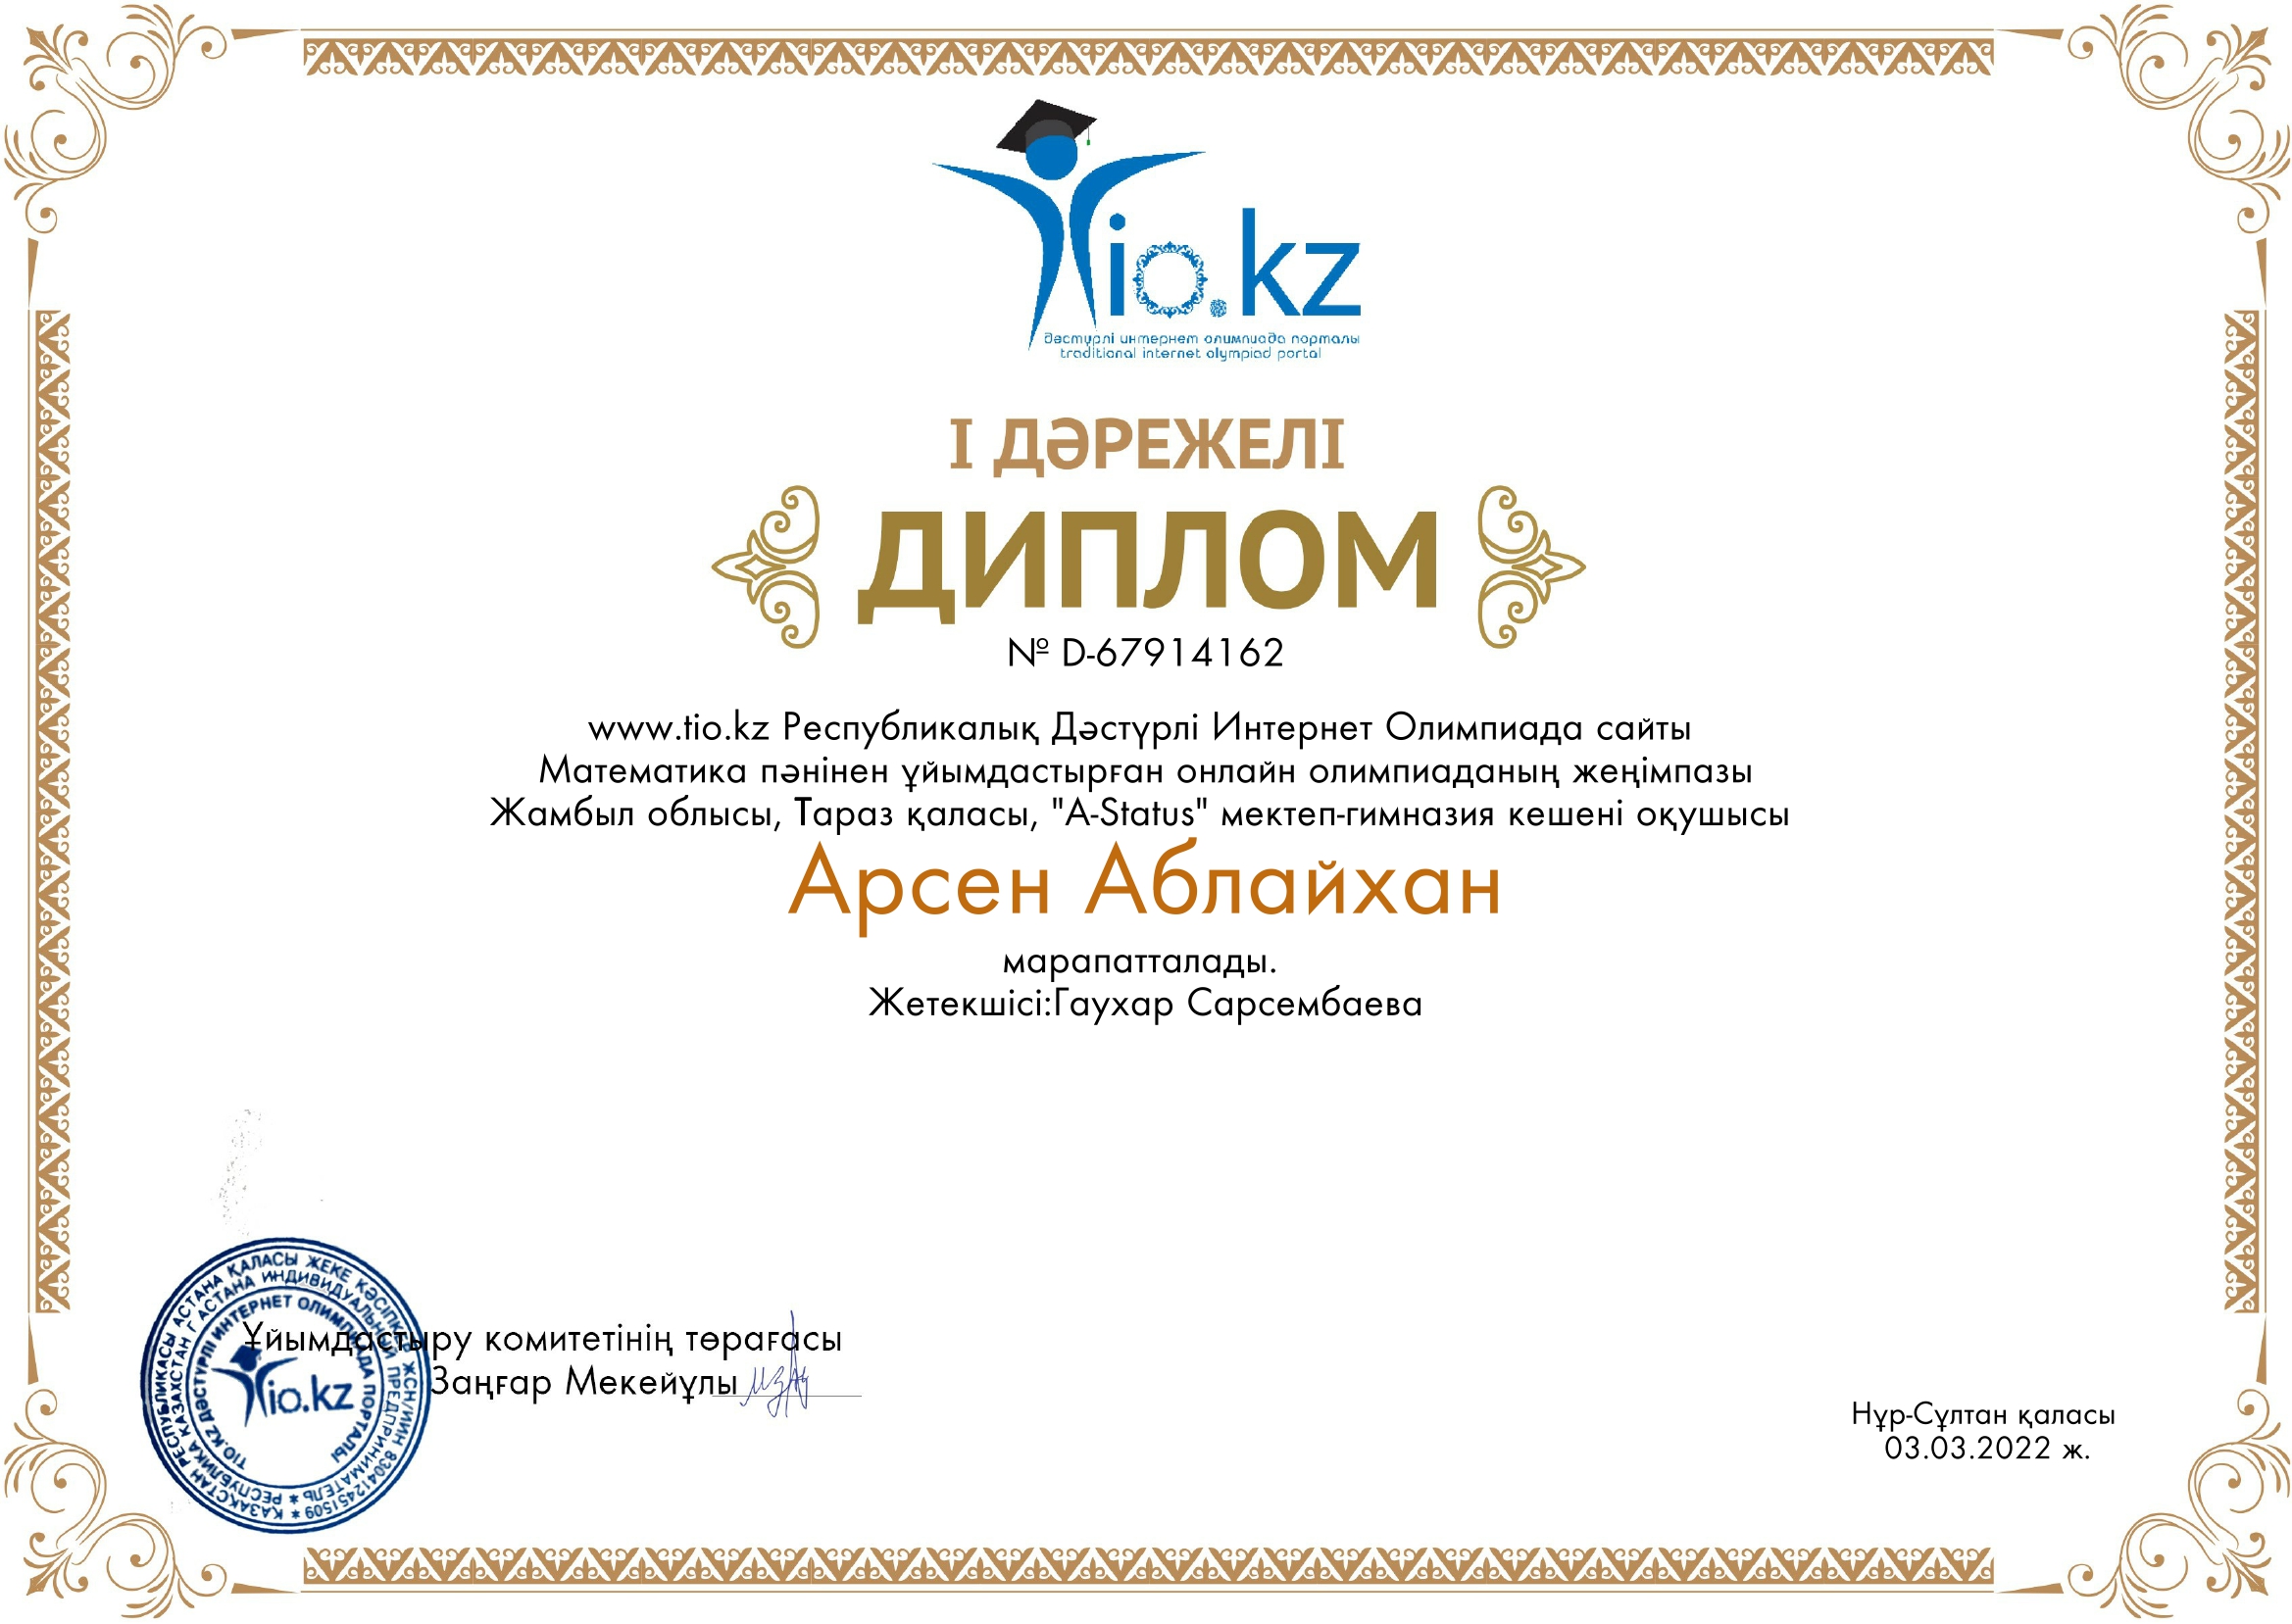 tio.kz
дәстүрлі интернет олимпиада порталы
traditional internet olympiad portal
І ДӘРЕЖЕЛІ
ДИПЛОМ
№ D-67914162
www.tio.kz Республикалық Дәстүрлі Интернет Олимпиада сайты
Математика пәнінен ұйымдастырған онлайн олимпиаданың жеңімпазы
Жамбыл облысы, Тараз қаласы, "A-Status" мектеп-гимназия кешені оқушысы
Арсен Аблайхан
марапатталады.
Жетекшісі:Гаухар Сарсембаева
Ұйымдастыру комитетінің төрағасы
Заңғар Мекейұлы
ҚАЗАҚСТАН РЕСПУБЛИКАСЫ АСТАНА ҚАЛАСЫ ЖЕКЕ КӘСІПКЕР ЖСН/ИИН 830412451509 *
РЕСПУБЛИКА КАЗАХСТАН Г АСТАНА ИНДИВИДУАЛЬНЫЙ ПРЕДПРИНИМАТЕЛЬ *
TIO.KZ ДӘСТҮРЛІ ИНТЕРНЕТ ОЛИМПИАДА ПОРТАЛЫ
tio.kz
Нұр-Сұлтан қаласы
03.03.2022 ж.